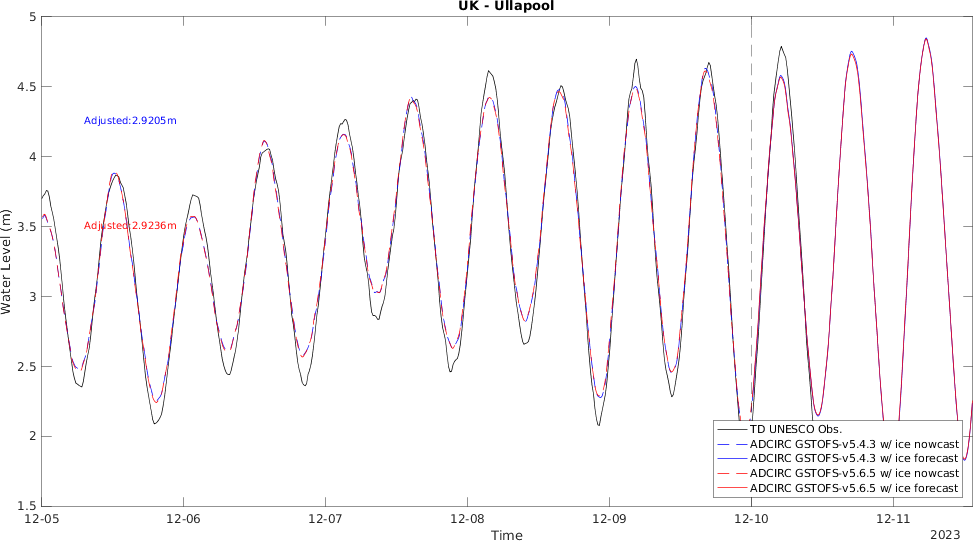 UK - Ullapool
5
4.5
4
3.5
3
2.5
2
1.5
Water Level (m)
Adjusted:2.9205m
Adjusted:2.9236m
TD UNESCO Obs.
ADCIRC GSTOFS-v5.4.3 w/ ice nowcast
ADCIRC GSTOFS-v5.4.3 w/ ice forecast
ADCIRC GSTOFS-v5.6.5 w/ ice nowcast
ADCIRC GSTOFS-v5.6.5 w/ ice forecast
12-05 12-06 12-07 12-08 12-09 12-10 12-11
Time
2023